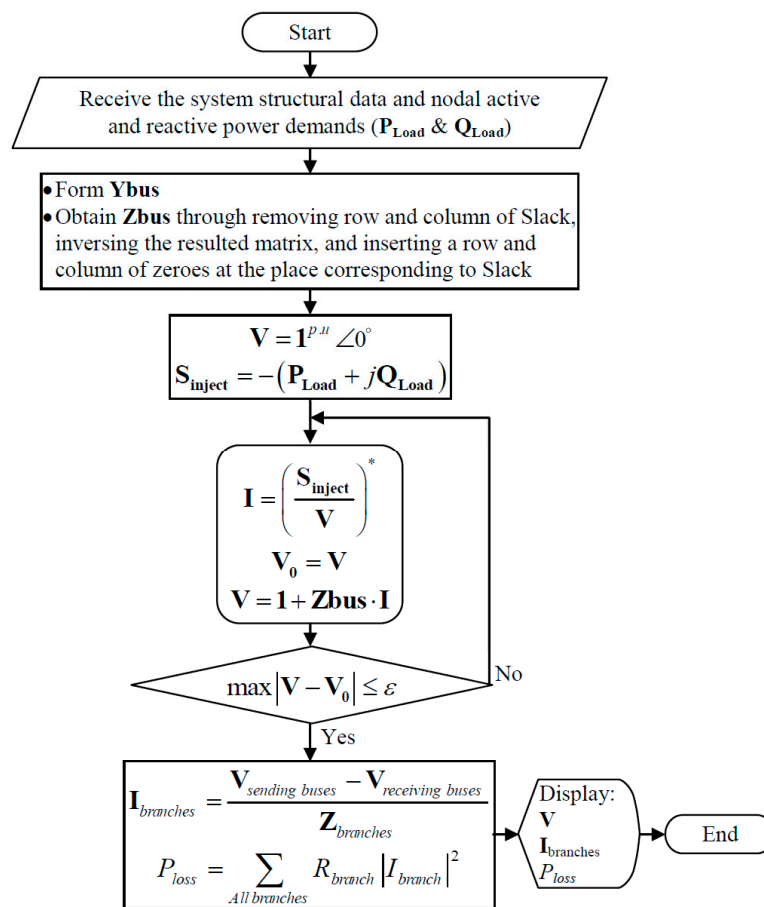 Start
Receive the system structural data and nodal active
and reactive power demands (P_Load & Q_Load)
•Form Ybus
•Obtain Zbus through removing row and column of Slack,
inversing the resulted matrix, and inserting a row and
column of zeroes at the place corresponding to Slack
V = 1^{p.u} ∠0°
S_inject = −(P_Load + jQ_Load)
I = (S_inject / V)^*
V_0 = V
V = 1 + Zbus · I
max|V − V_0| ≤ ε
No
Yes
I_branches = (V_sending buses − V_receiving buses) / Z_branches
P_loss = ∑_{All branches} R_branch |I_branch|^2
Display:
V
I_branches
P_loss
End